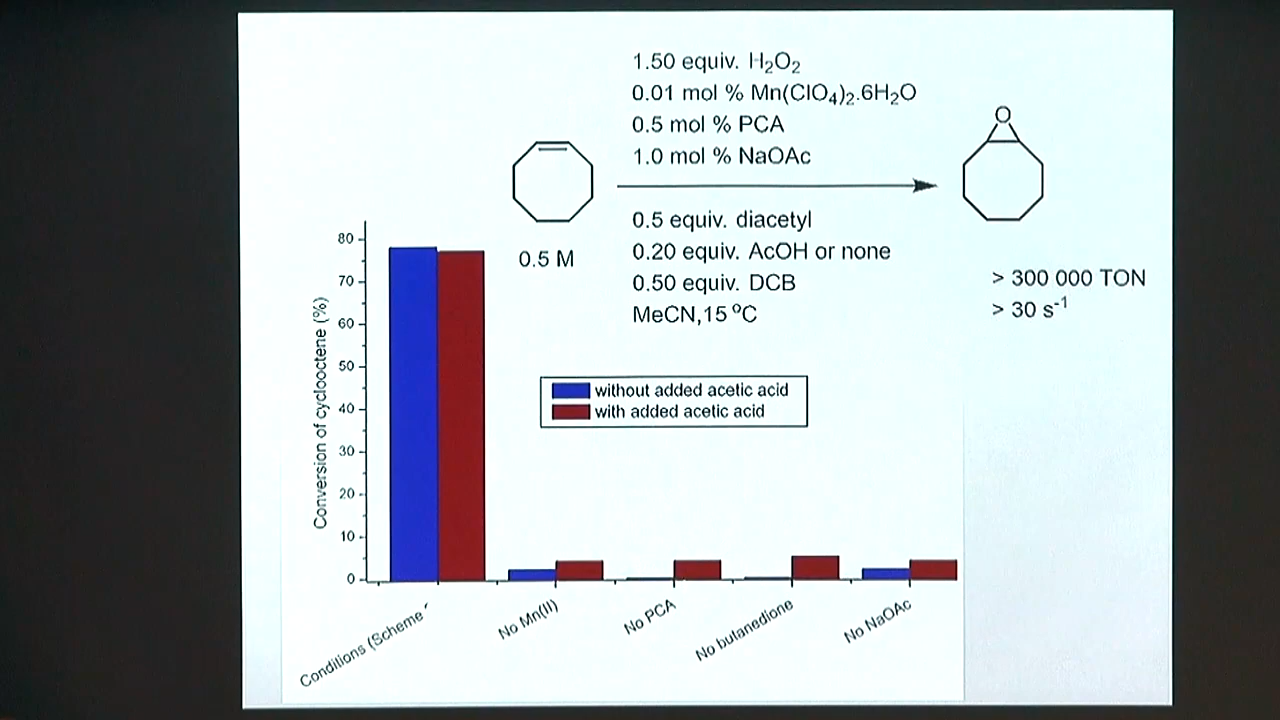 1.50 equiv. H₂O₂
0.01 mol % Mn(ClO₄)₂.6H₂O
0.5 mol % PCA
1.0 mol % NaOAc
O
0.5 equiv. diacetyl
0.20 equiv. AcOH or none
0.50 equiv. DCB
MeCN,15 ⁰C
0.5 M
> 300 000 TON
> 30 s⁻¹
Conversion of cyclooctene (%)
80
70
60
50
40
30
20
10
0
without added acetic acid
with added acetic acid
Conditions (Scheme
No Mn(II)
No PCA
No butanedione
No NaOAc